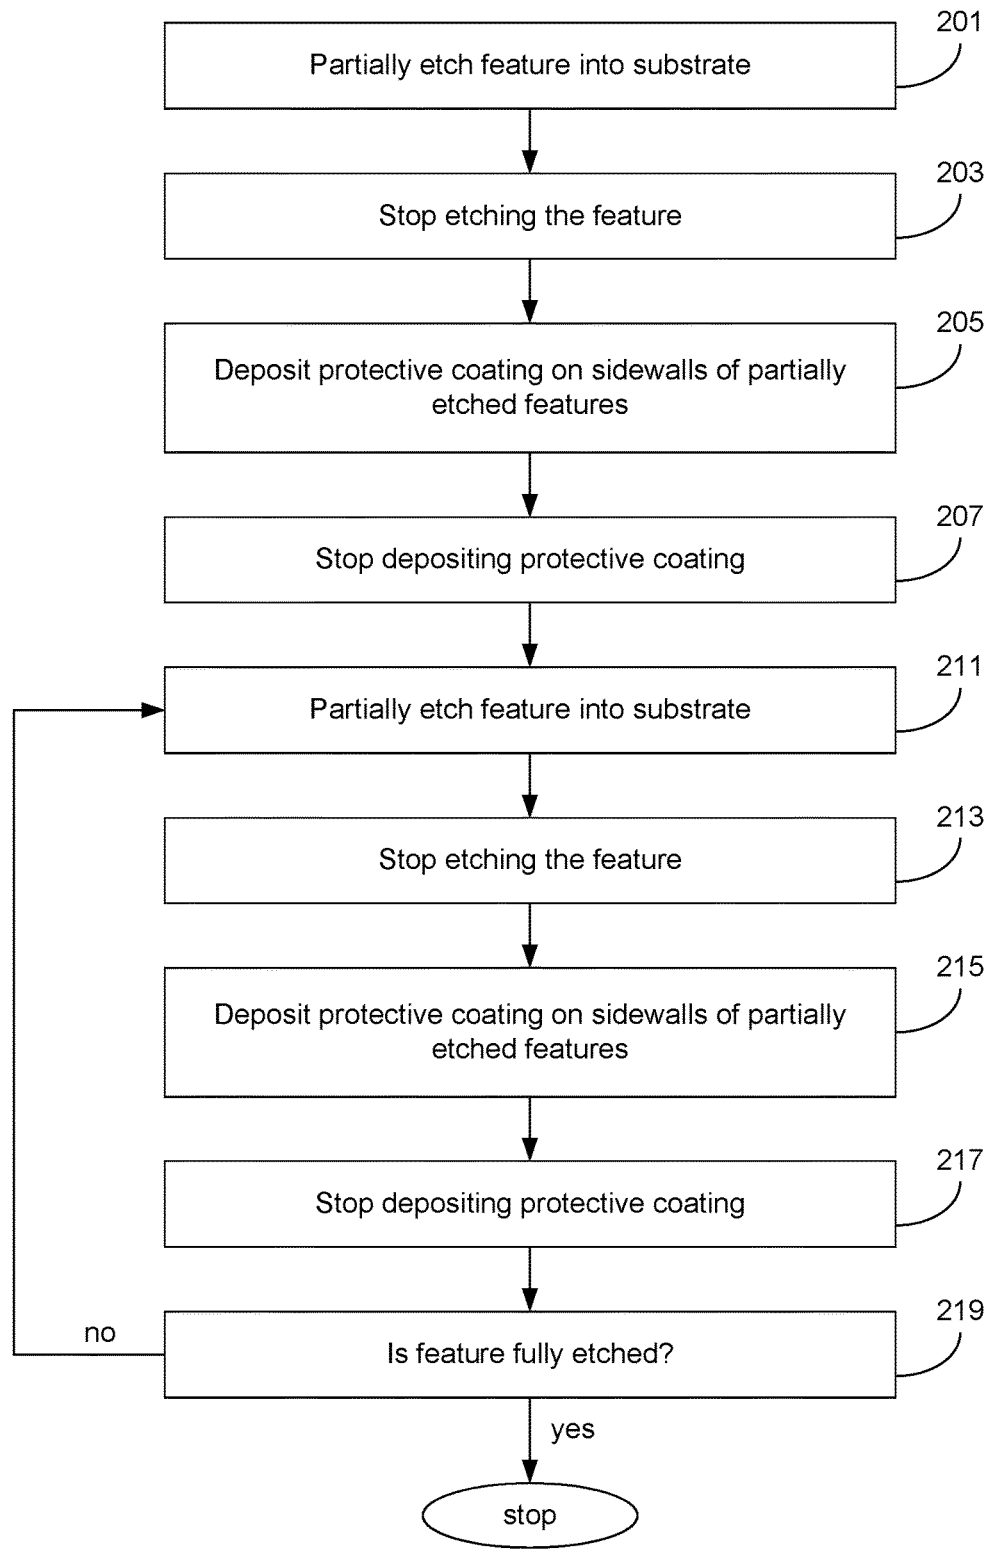 201
Partially etch feature into substrate
203
Stop etching the feature
205
Deposit protective coating on sidewalls of partially
etched features
207
Stop depositing protective coating
211
Partially etch feature into substrate
213
Stop etching the feature
215
Deposit protective coating on sidewalls of partially
etched features
217
Stop depositing protective coating
219
Is feature fully etched?
no
yes
stop